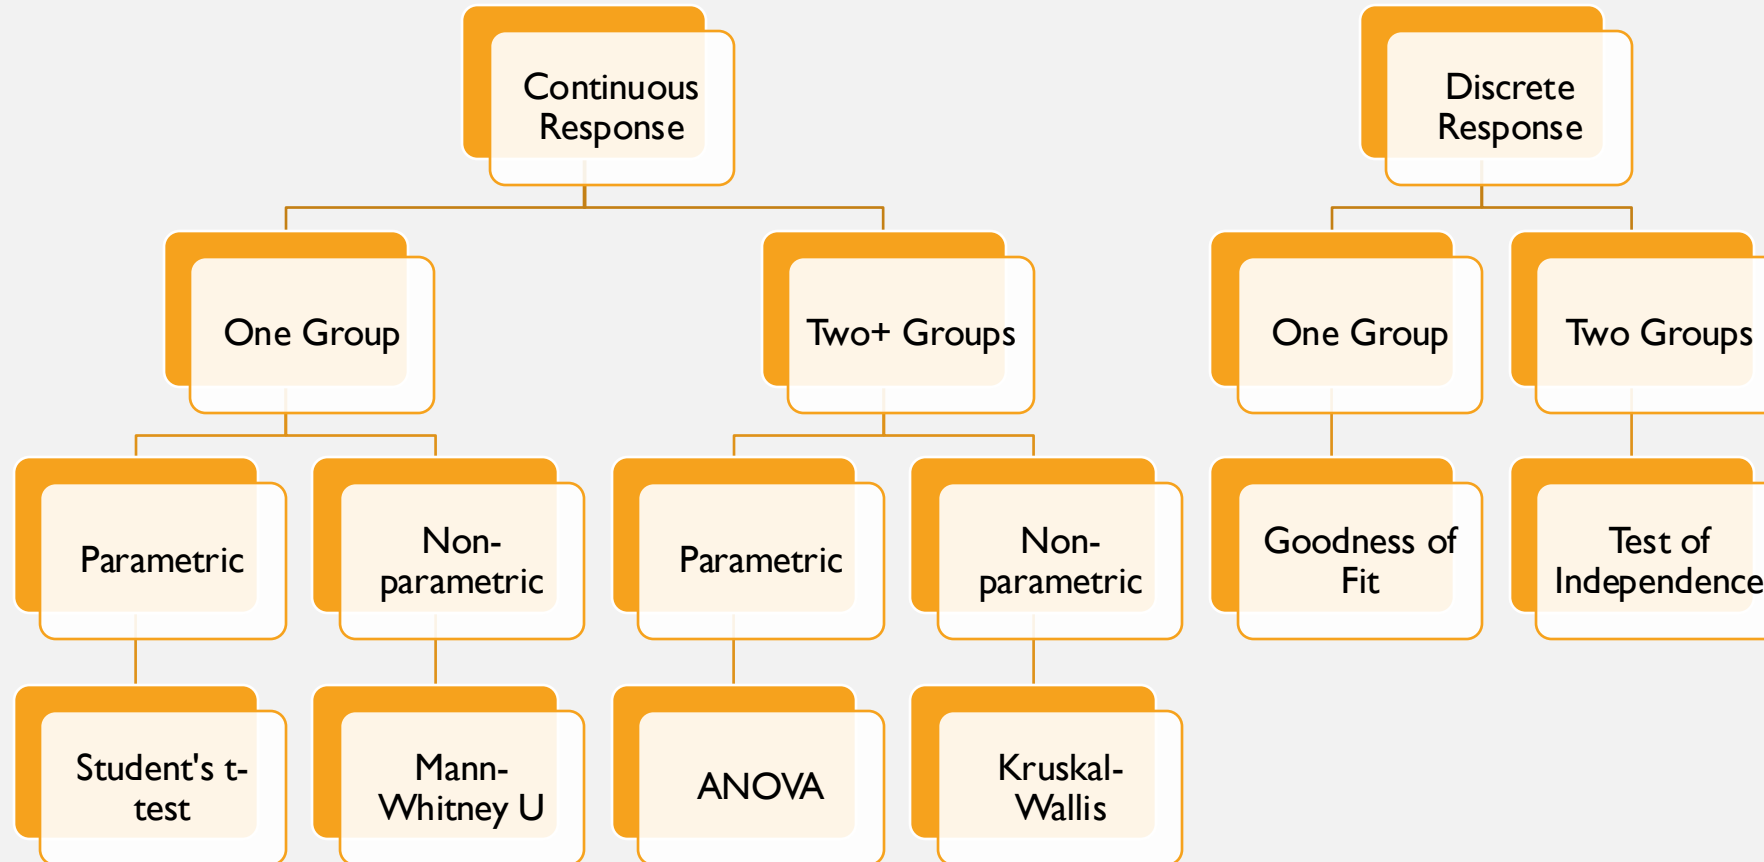 Continuous
Response
Discrete
Response
One Group
Two+ Groups
One Group
Two Groups
Parametric
Non-
parametric
Parametric
Non-
parametric
Goodness of
Fit
Test of
Independence
Student's t-
test
Mann-
Whitney U
ANOVA
Kruskal-
Wallis